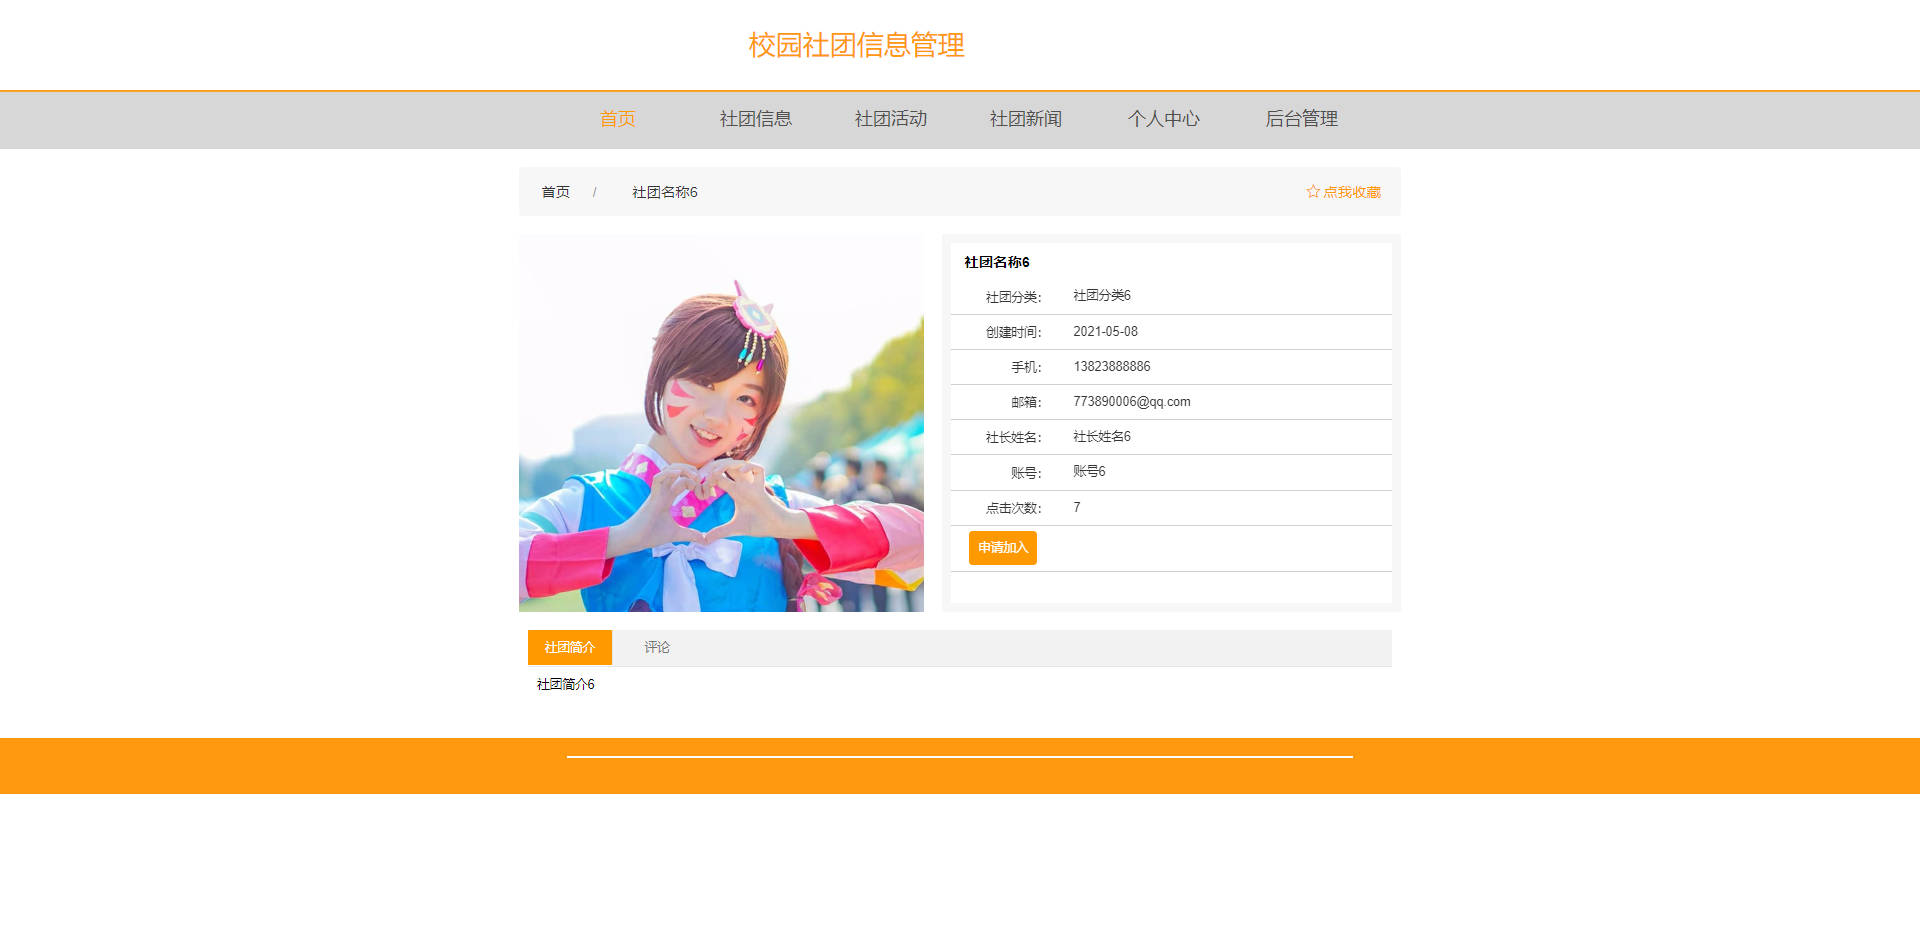 校园社团信息管理
首页 社团信息 社团活动 社团新闻 个人中心 后台管理
首页 / 社团名称6 ☆ 点我收藏
社团名称6
社团分类: 社团分类6
创建时间: 2021-05-08
手机: 13823888886
邮箱: 773890006@qq.com
社长姓名: 社长姓名6
账号: 账号6
点击次数: 7
申请加入
社团简介 评论
社团简介6